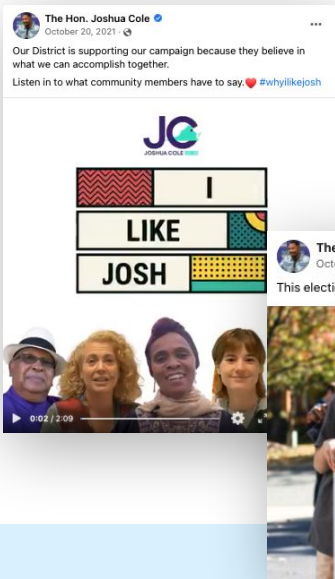 The Hon. Joshua Cole
October 20, 2021 ·
Our District is supporting our campaign because they believe in
what we can accomplish together.
Listen in to what community members have to say. #whyilikejosh
JC
JOSHUA COLE
I
LIKE
JOSH
The
Oct
This electi
0:02 / 2:09